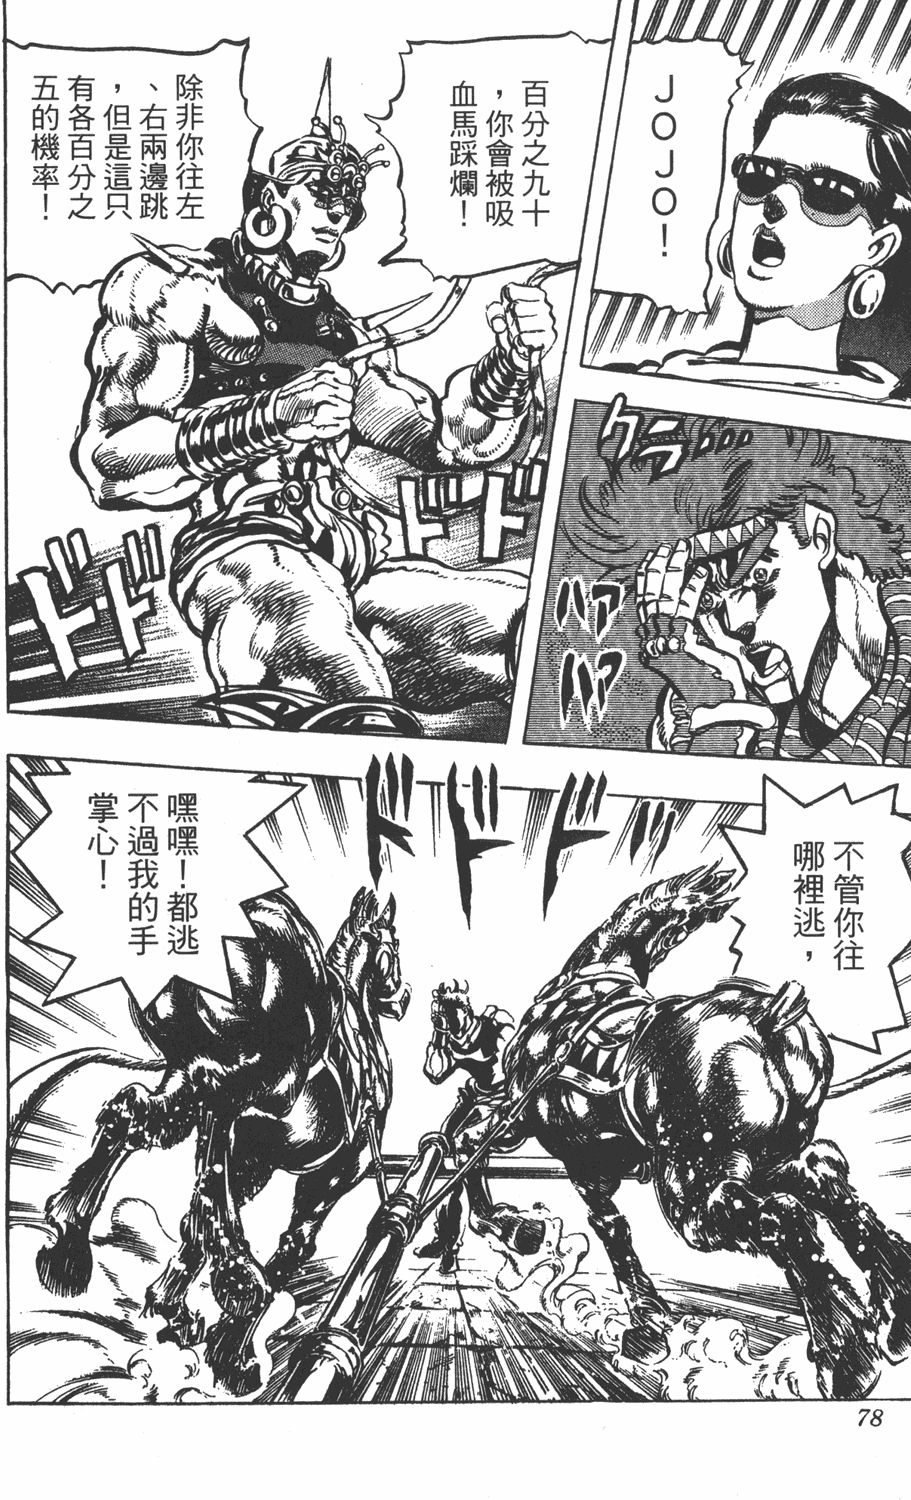 JOJO！
百分之九十
，你會被吸
血馬踩爛！
除非你往左
、右兩邊跳
，但是這只
有各百分之
五的機率！
クラ
ハァ
ハァ
ドド
ドド
ドド
不管你往
哪裡逃，
ドドド
嘿嘿！都逃
不過我的手
掌心！
78